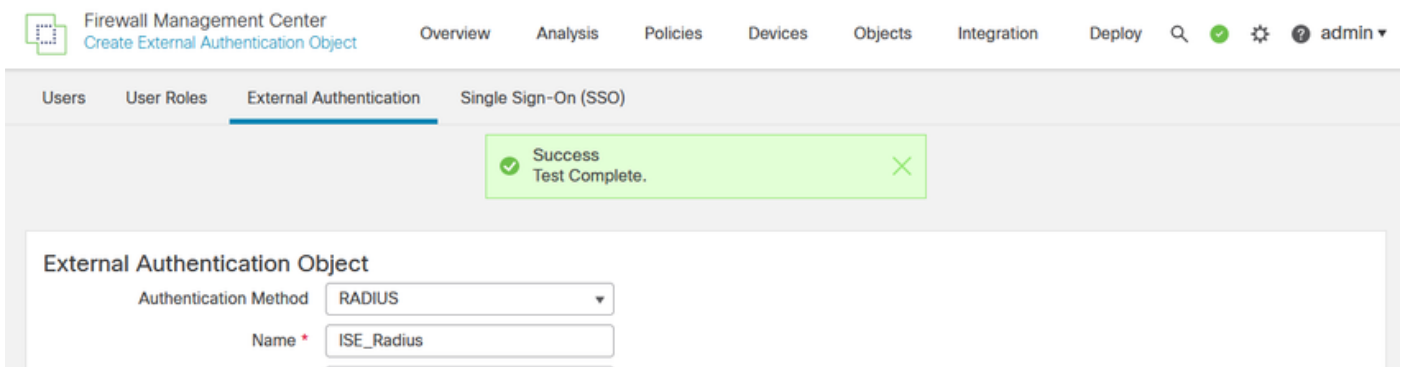 Firewall Management Center
Create External Authentication Object
Overview Analysis Policies Devices Objects Integration Deploy admin
Users User Roles External Authentication Single Sign-On (SSO)
Success
Test Complete.
External Authentication Object
Authentication Method RADIUS
Name * ISE_Radius